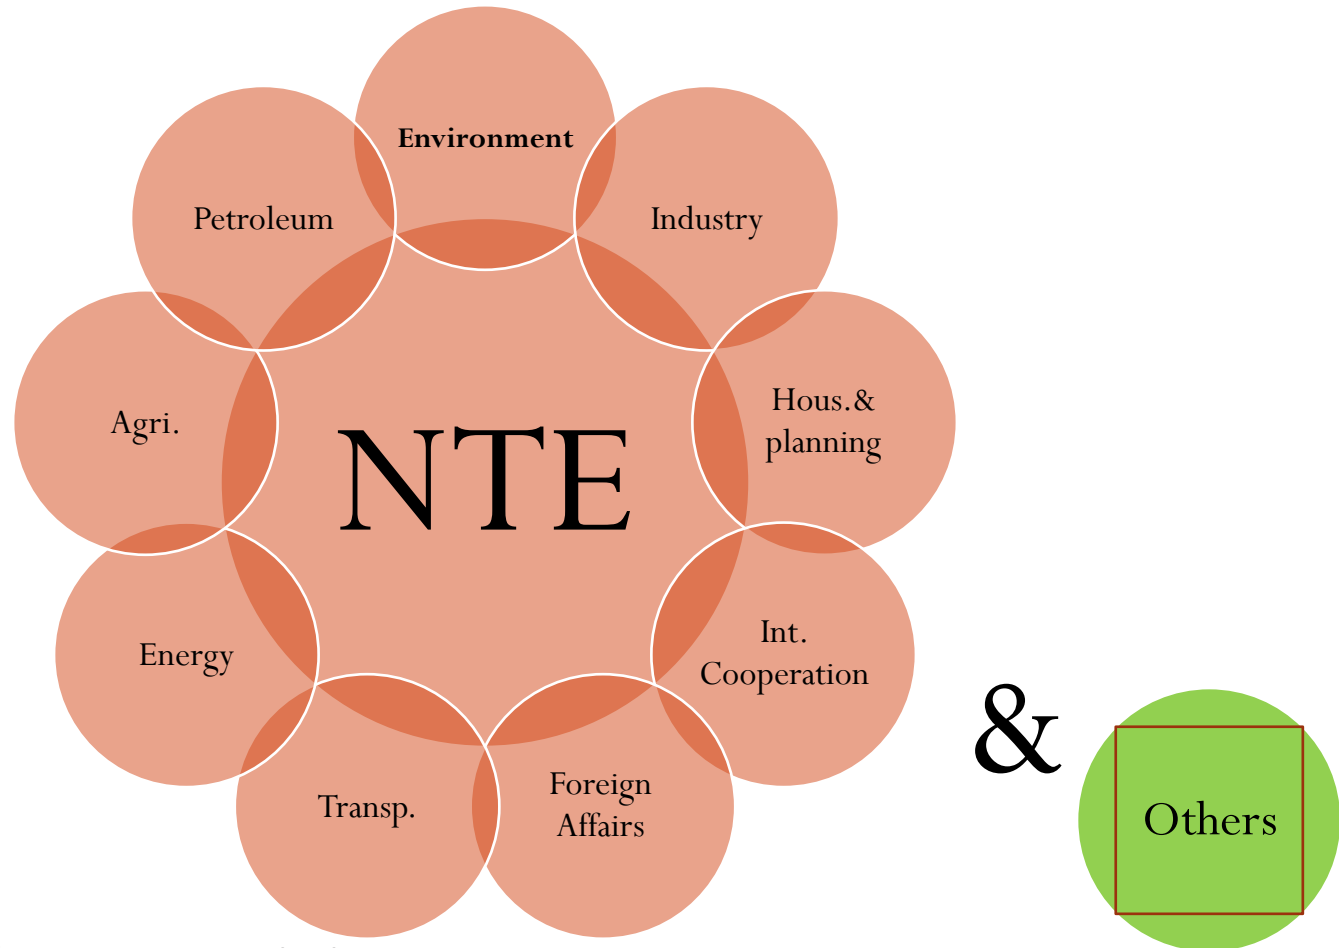 Environment
Petroleum
Industry
Agri.
Hous.&
planning
NTE
Energy
Int.
Cooperation
Transp.
Foreign
Affairs
&
Others